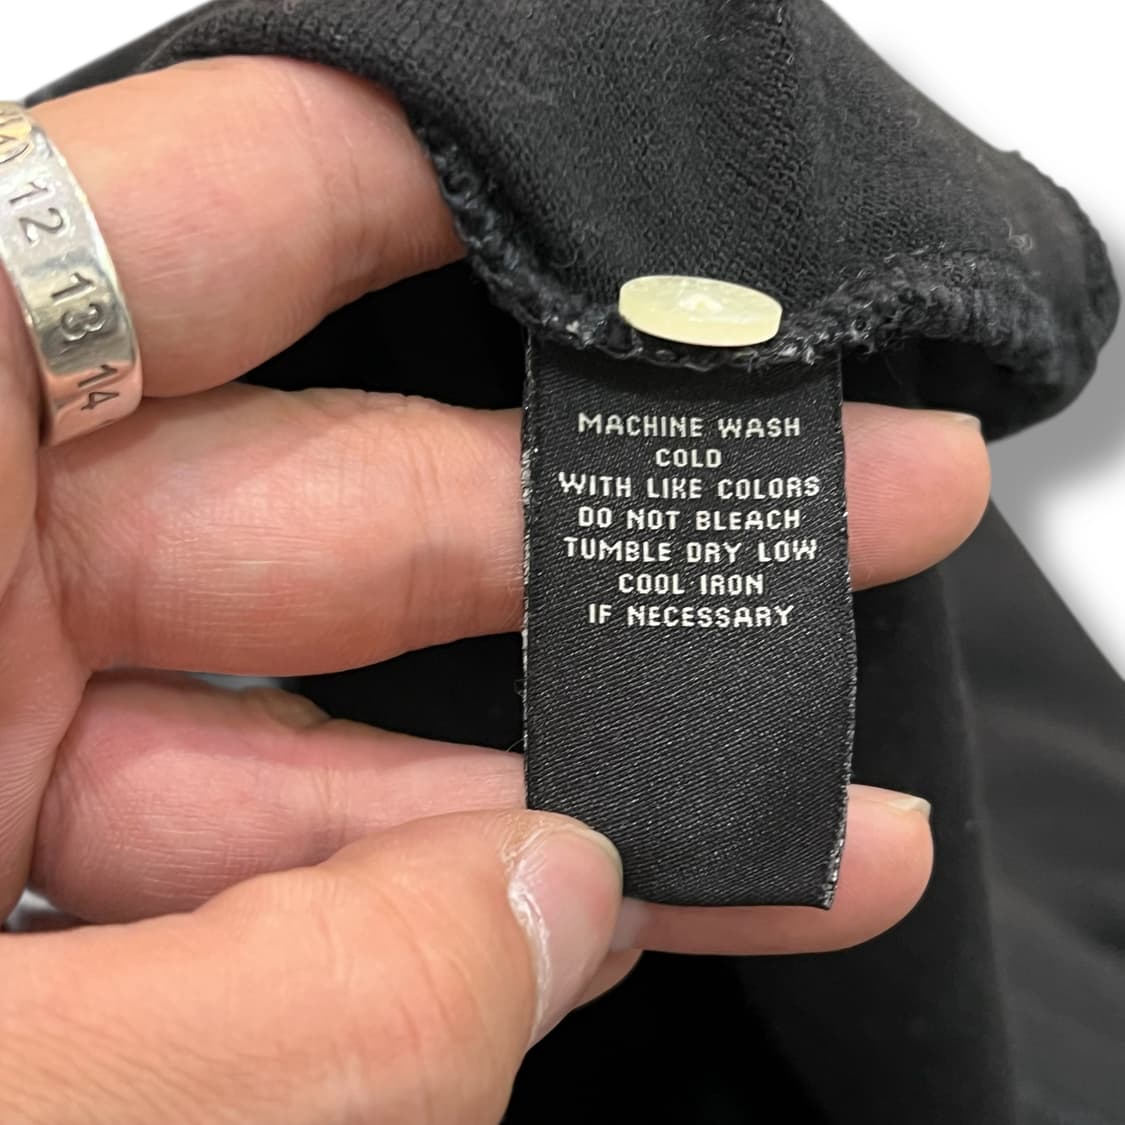 12
13
14
MACHINE WASH
COLD
WITH LIKE COLORS
DO NOT BLEACH
TUMBLE DRY LOW
COOL IRON
IF NECESSARY